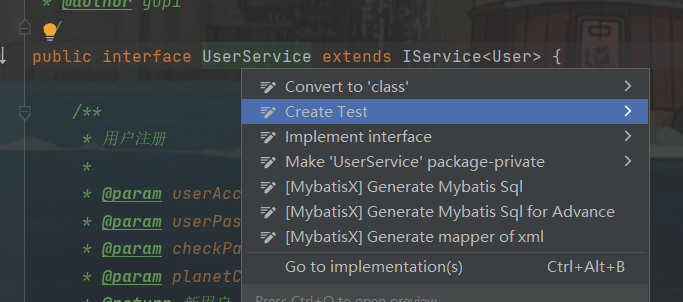 * @author yupi
*/
public interface UserService extends IService<User> {
Convert to 'class'
Create Test
/**
Implement interface
* 用户注册
Make 'UserService' package-private
*
[MybatisX] Generate Mybatis Sql
* @param userAcc
[MybatisX] Generate Mybatis Sql for Advance
* @param userPas
[MybatisX] Generate mapper of xml
* @param checkPa
Go to implementation(s) Ctrl+Alt+B
* @param planetC
* @return 新用户
Press Ctrl+Q to open preview